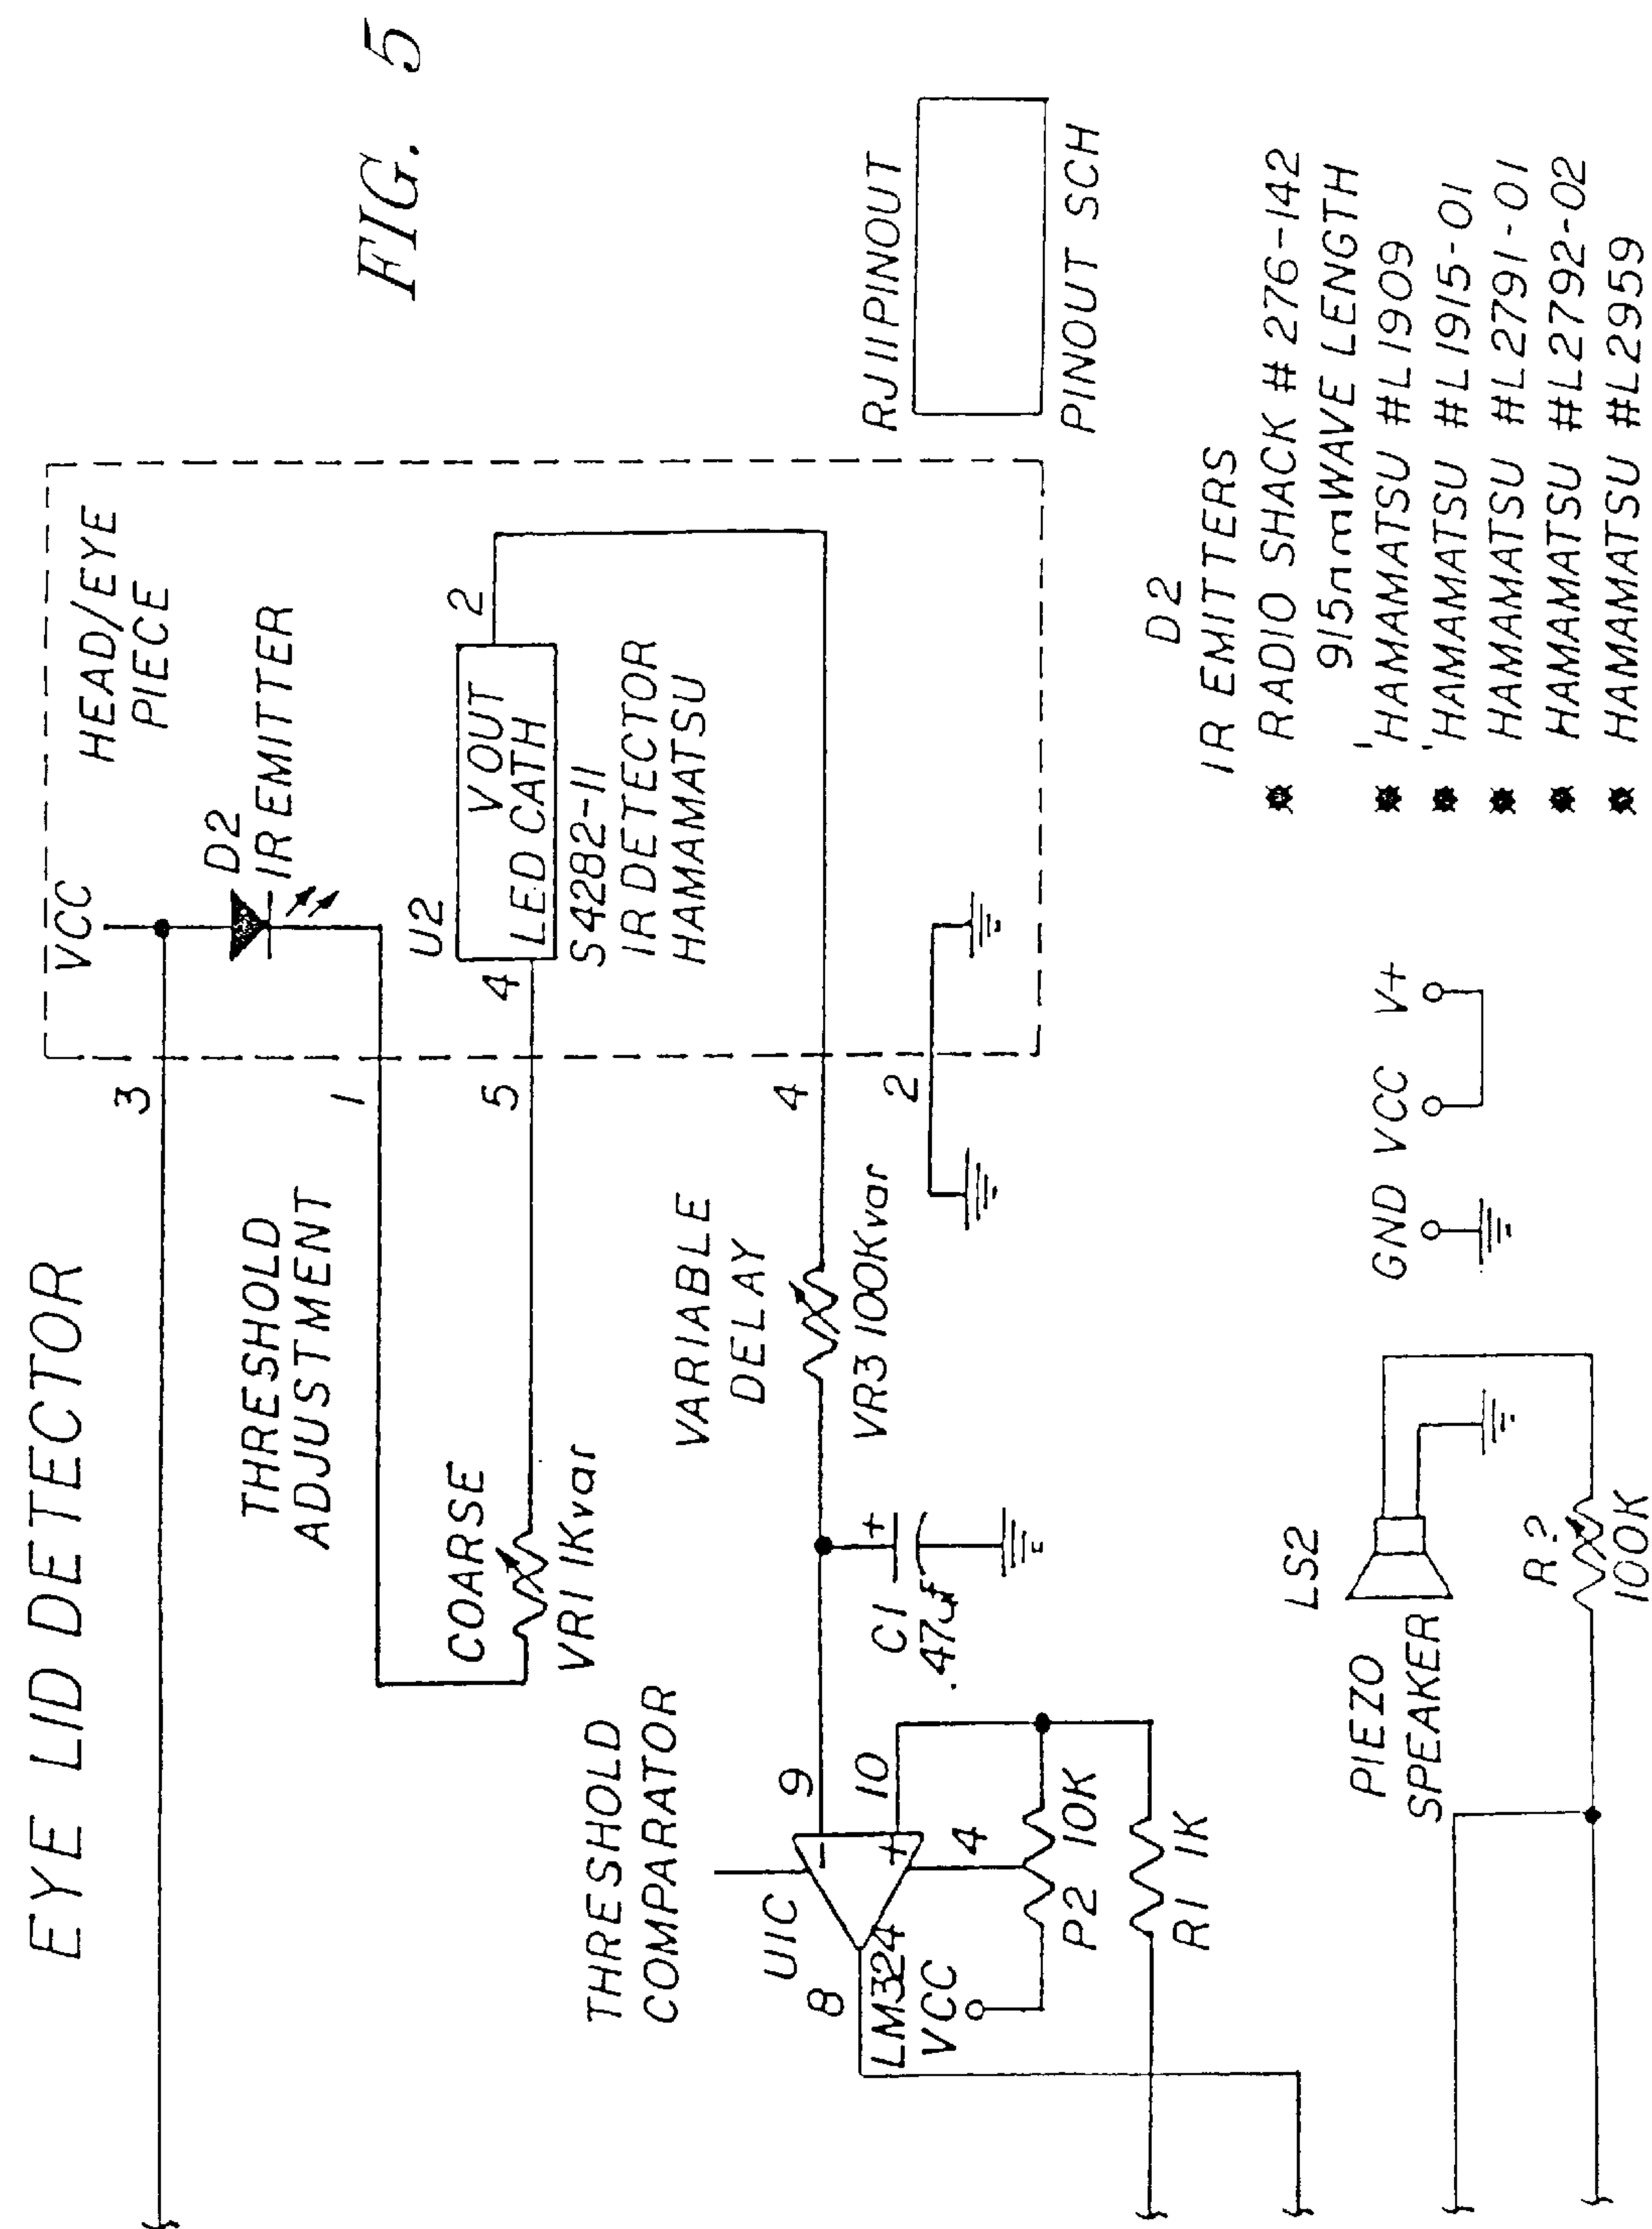 EYE LID DETECTOR
FIG. 5
HEAD/EYE
PIECE
VCC
D2
IR EMITTER
3
1
5
4
2
THRESHOLD
ADJUSTMENT
COARSE
VR1 1Kvar
U2
4
2
V OUT
LED CATH
S4282-11
IR DETECTOR
HAMAMATSU
VARIABLE
DELAY
VR3 100Kvar
C1
.47uf
THRESHOLD
COMPARATOR
U1C
9
10
8
4
LM324
VCC
P2 10K
R1 1K
RJ11PINOUT
PINOUT SCH
PIEZO
SPEAKER
LS2
R?
100K
GND VCC V+
D2
IR EMITTERS
* RADIO SHACK # 276-142
915nm WAVE LENGTH
* 'HAMAMATSU #L1909
* 'HAMAMATSU #L1915-01
* HAMAMATSU #L2791-01
* HAMAMATSU #L2792-02
* HAMAMATSU #L2959